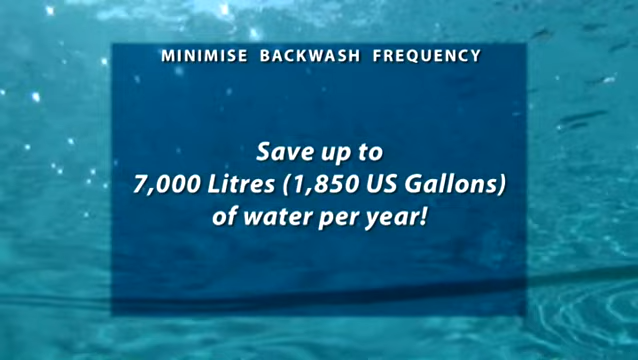 MINIMISE BACKWASH FREQUENCY
Save up to
7,000 Litres (1,850 US Gallons)
of water per year!